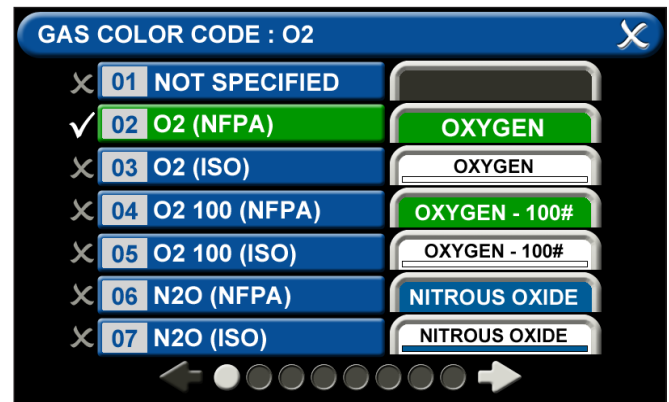 GAS COLOR CODE : O2
01 NOT SPECIFIED
02 O2 (NFPA) OXYGEN
03 O2 (ISO) OXYGEN
04 O2 100 (NFPA) OXYGEN - 100#
05 O2 100 (ISO) OXYGEN - 100#
06 N2O (NFPA) NITROUS OXIDE
07 N2O (ISO) NITROUS OXIDE